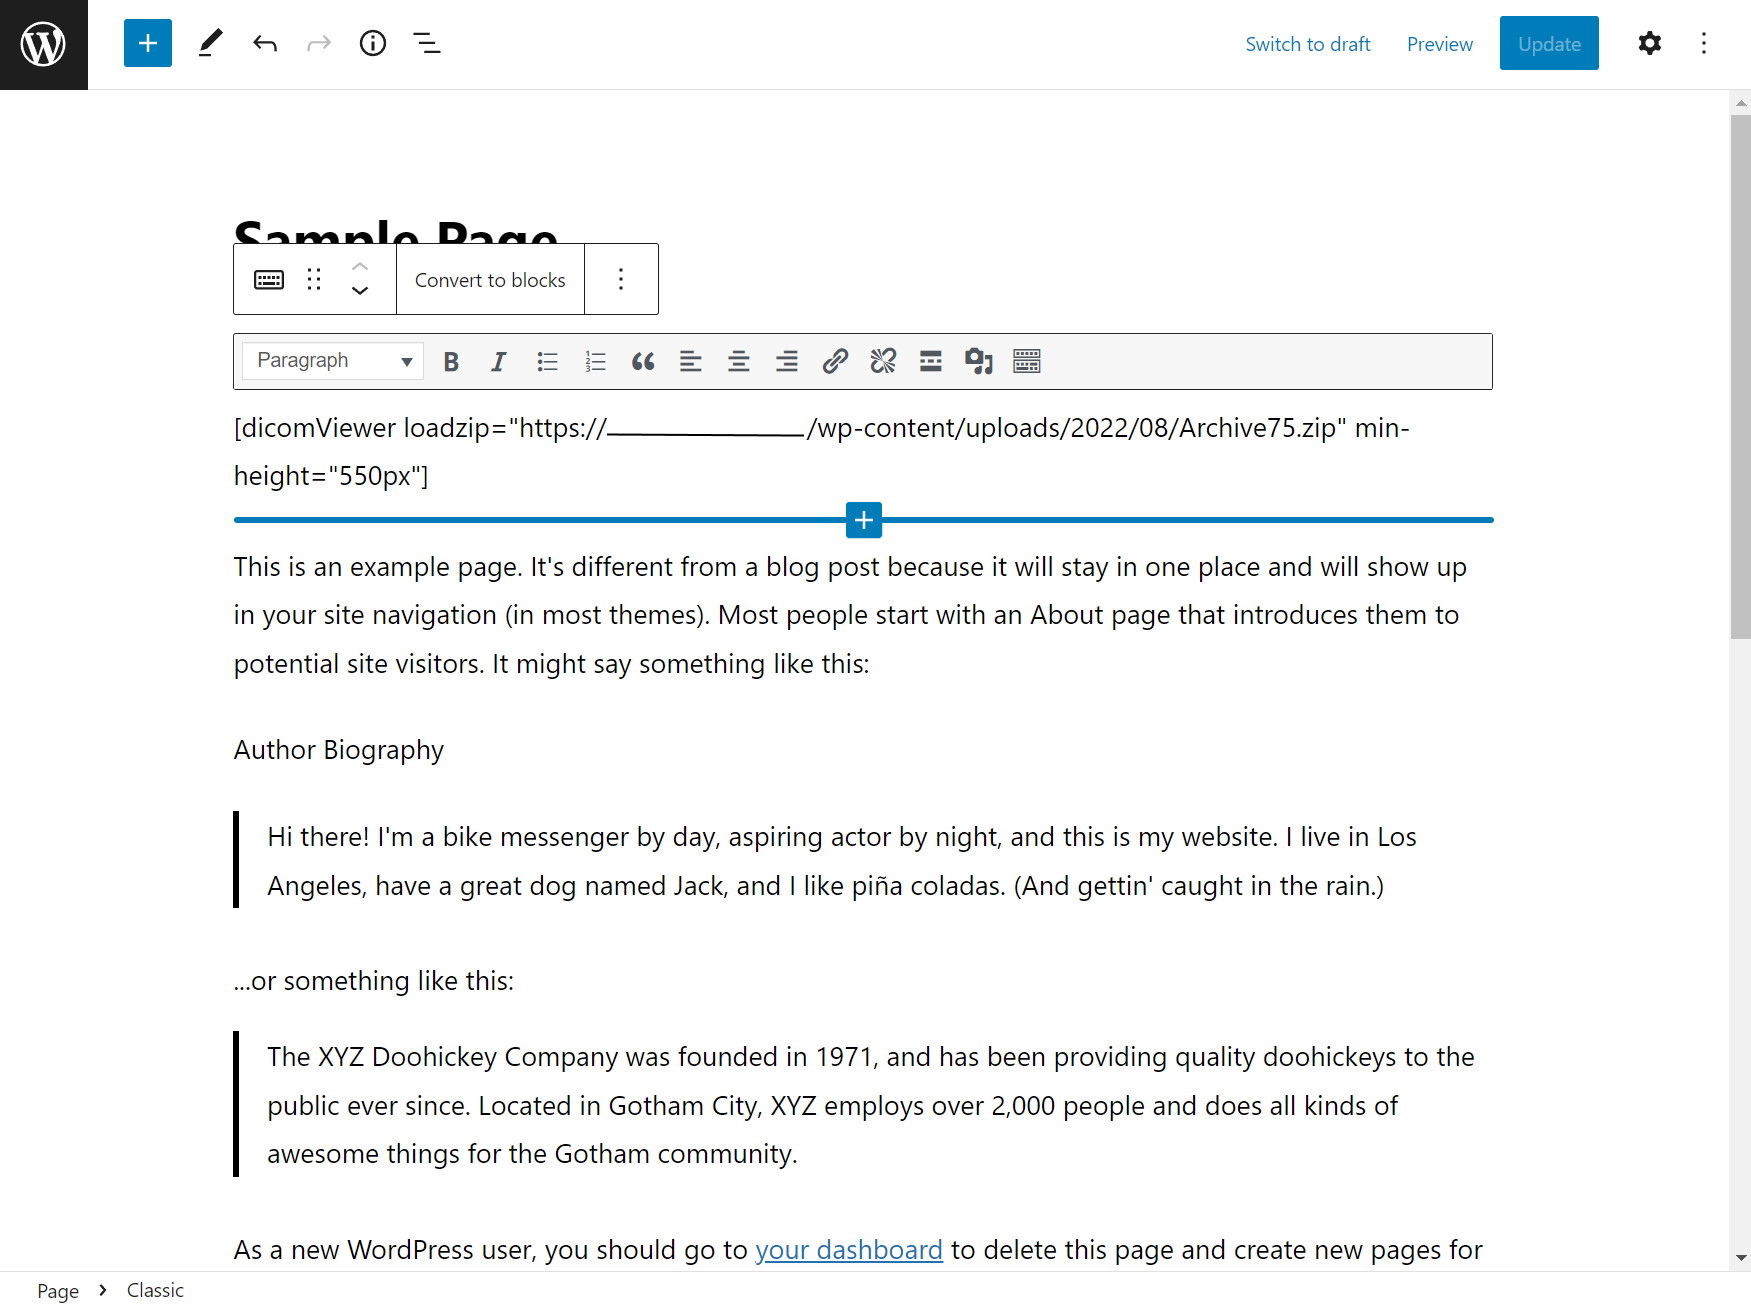 Switch to draft Preview Update
Sample Page
Convert to blocks
Paragraph
[dicomViewer loadzip="https:///wp-content/uploads/2022/08/Archive75.zip" min-
height="550px"]
This is an example page. It's different from a blog post because it will stay in one place and will show up
in your site navigation (in most themes). Most people start with an About page that introduces them to
potential site visitors. It might say something like this:
Author Biography
Hi there! I'm a bike messenger by day, aspiring actor by night, and this is my website. I live in Los
Angeles, have a great dog named Jack, and I like piña coladas. (And gettin' caught in the rain.)
...or something like this:
The XYZ Doohickey Company was founded in 1971, and has been providing quality doohickeys to the
public ever since. Located in Gotham City, XYZ employs over 2,000 people and does all kinds of
awesome things for the Gotham community.
As a new WordPress user, you should go to your dashboard to delete this page and create new pages for
Page > Classic